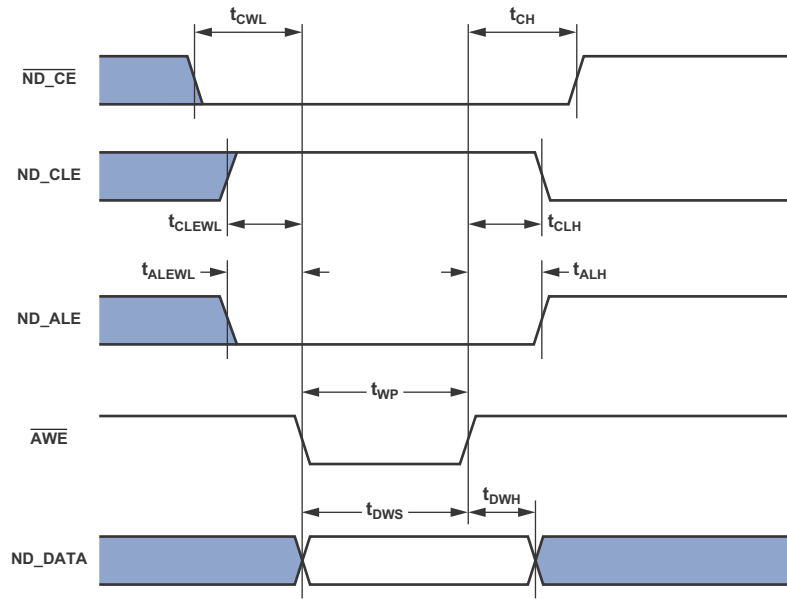 tCWL tCH
ND_CE
ND_CLE
tCLEWL tCLH
tALEWL tALH
ND_ALE
tWP
AWE
tDWS tDWH
ND_DATA